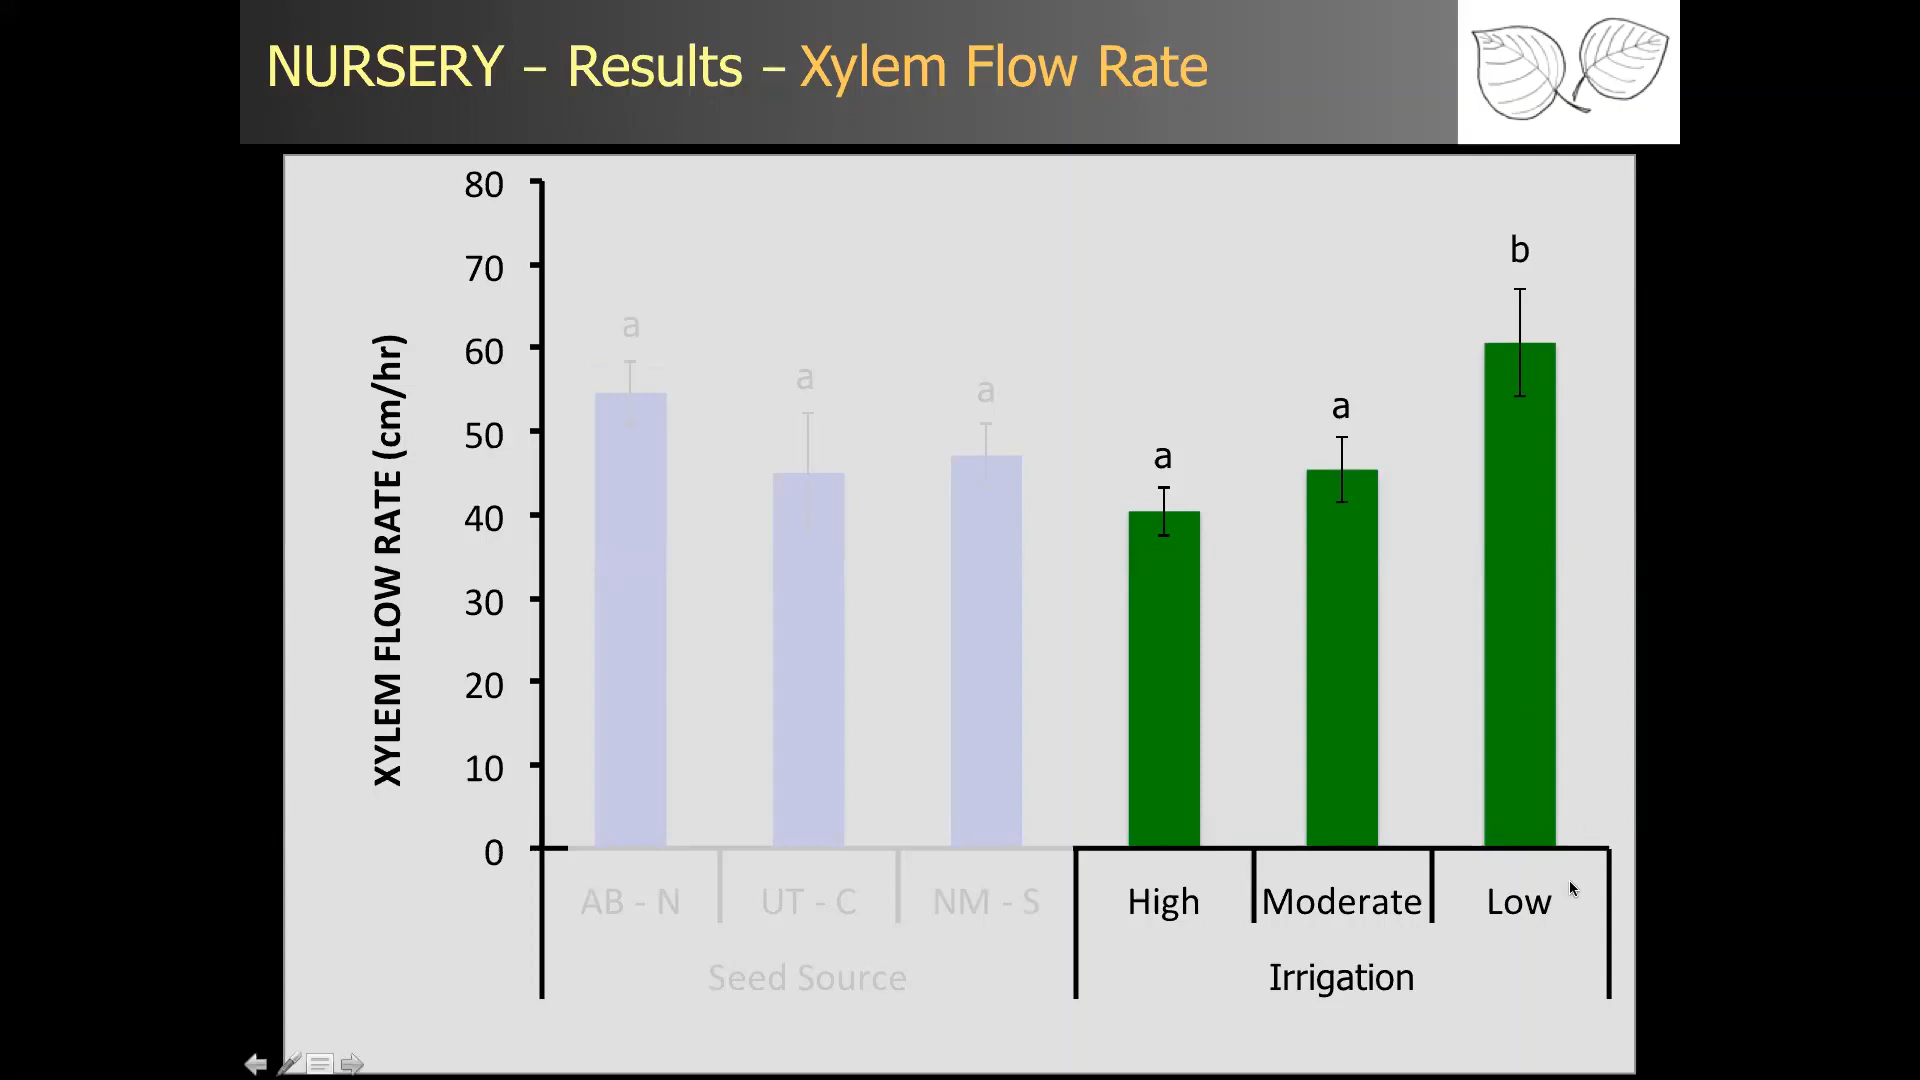 NURSERY – Results – Xylem Flow Rate
XYLEM FLOW RATE (cm/hr)
80
70
60
50
40
30
20
10
0
a
a
a
a
a
b
AB - N
UT - C
NM - S
High
Moderate
Low
Seed Source
Irrigation